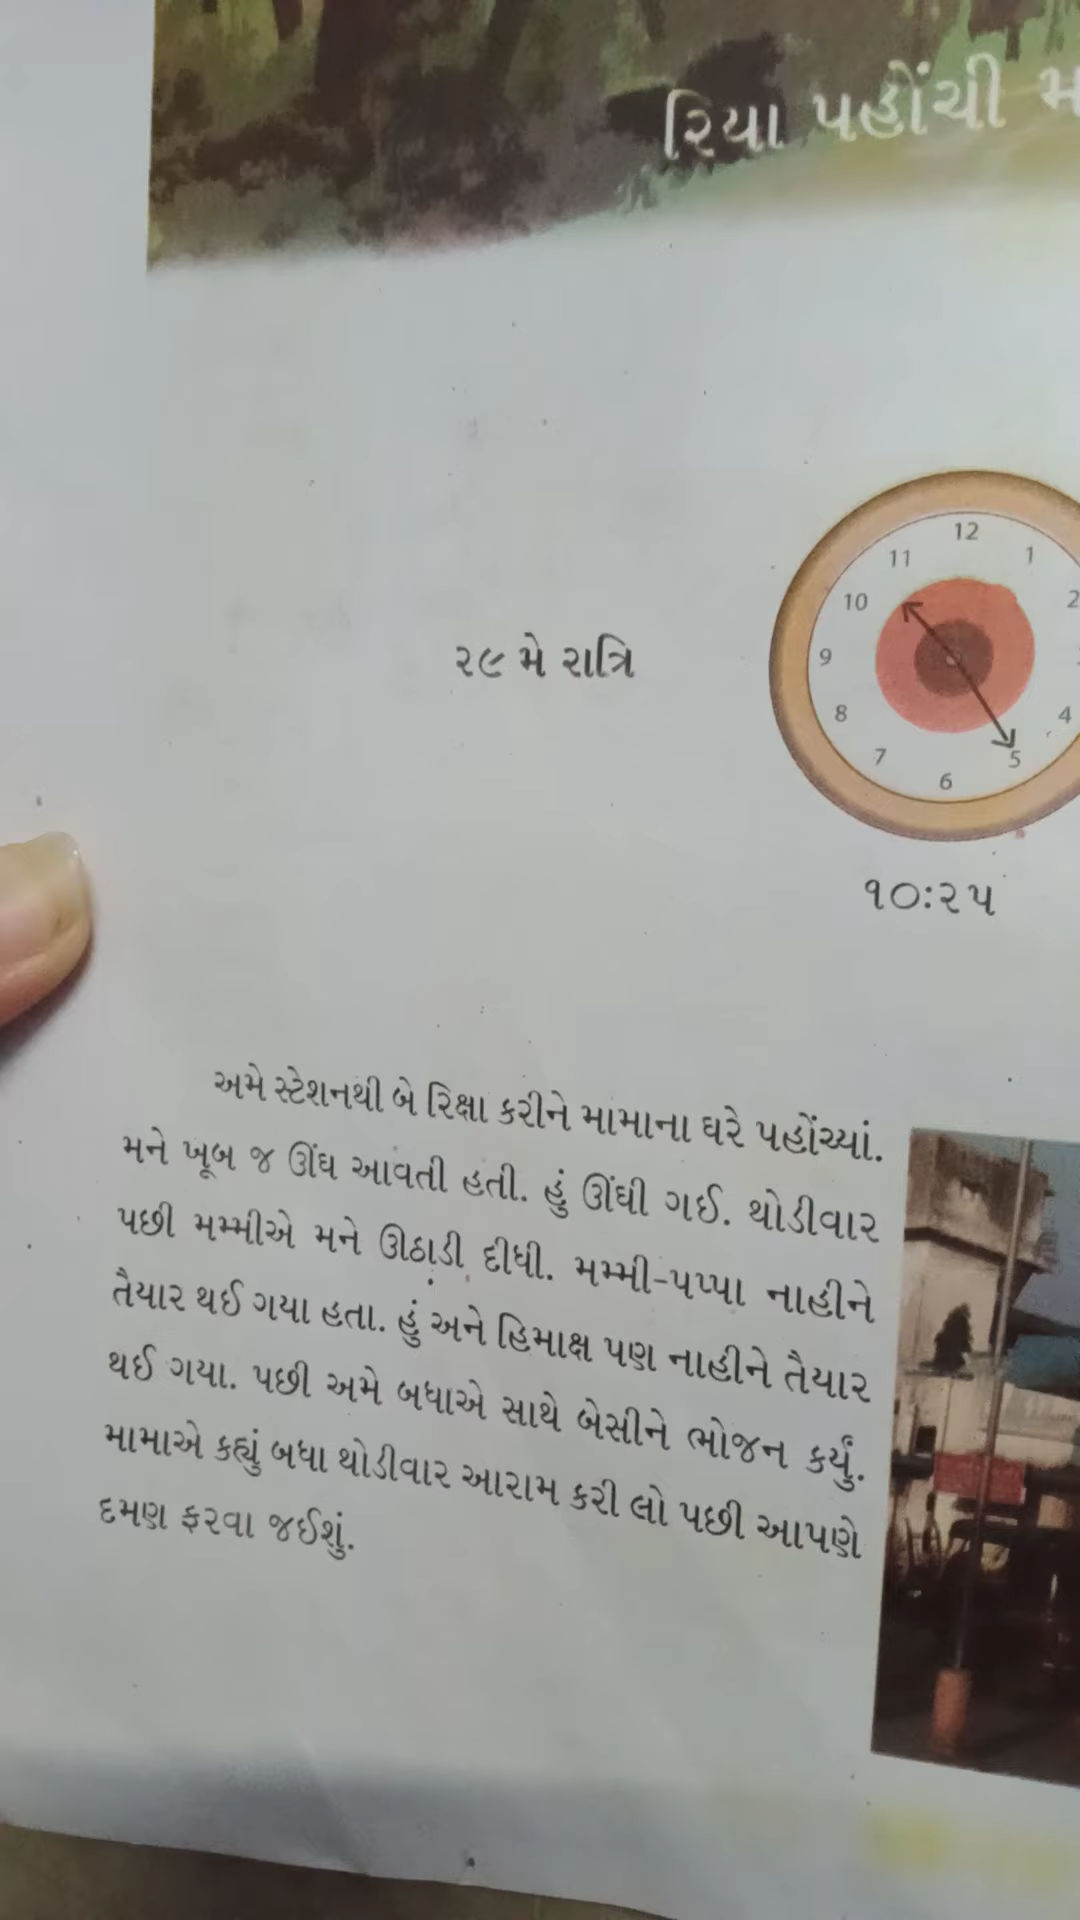 રિયા પહોંચી
12
11
1
10
2
9
8
4
7
5
6
૨૯ મે રાત્રિ
૧૦:૨૫
અમે સ્ટેશનથી બે રિક્ષા કરીને મામાના ઘરે પહોંચ્યાં.
મને ખૂબ જ ઊંઘ આવતી હતી. હું ઊંઘી ગઈ. થોડીવાર
પછી મમ્મીએ મને ઊઠાડી દીધી. મમ્મી-પપ્પા નાહીને
તૈયાર થઈ ગયા હતા. હું અને હિમાક્ષ પણ નાહીને તૈયાર
થઈ ગયા. પછી અમે બધાએ સાથે બેસીને ભોજન કર્યું.
મામાએ કહ્યું બધા થોડીવાર આરામ કરી લો પછી આપણે
દમણ ફરવા જઈશું.